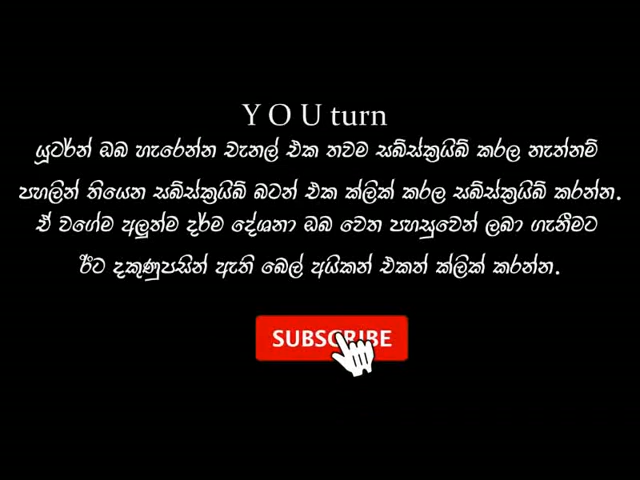 Y O U turn
යූටර්න් ඔබ හැරෙන්න චැනල් එක තවම සබ්ස්ක්‍රයිබ් කරල නැත්නම්
පහලින් තියෙන සබ්ස්ක්‍රයිබ් බටන් එක ක්ලික් කරල සබ්ස්ක්‍රයිබ් කරන්න.
ඒ වගේම අලුත්ම දර්ම දේශනා ඔබ වෙත පහසුවෙන් ලබා ගැනීමට
ඊට දකුණුපසින් ඇති බෙල් අයිකන් එකත් ක්ලික් කරන්න.
SUBSCRIBE